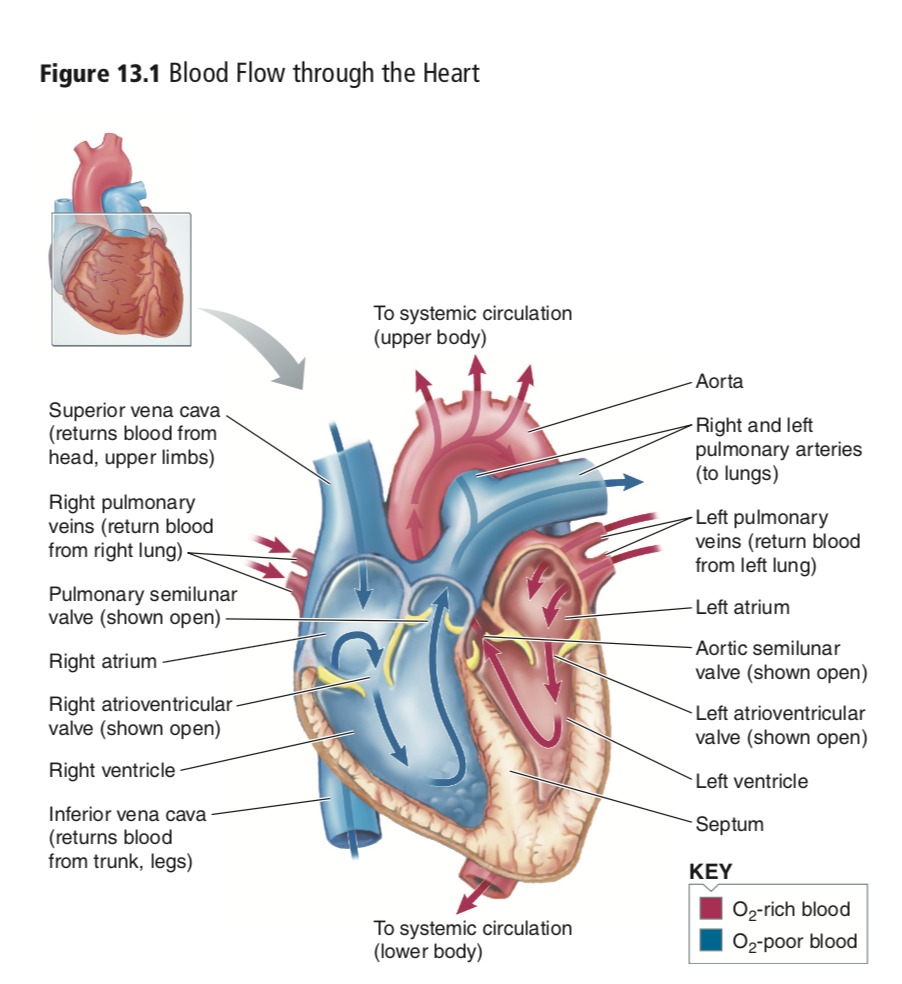 Figure 13.1 Blood Flow through the Heart
To systemic circulation
(upper body)
Superior vena cava
(returns blood from
head, upper limbs)
Right pulmonary
veins (return blood
from right lung)
Pulmonary semilunar
valve (shown open)
Right atrium
Right atrioventricular
valve (shown open)
Right ventricle
Inferior vena cava
(returns blood
from trunk, legs)
Aorta
Right and left
pulmonary arteries
(to lungs)
Left pulmonary
veins (return blood
from left lung)
Left atrium
Aortic semilunar
valve (shown open)
Left atrioventricular
valve (shown open)
Left ventricle
Septum
To systemic circulation
(lower body)
KEY
O₂-rich blood
O₂-poor blood